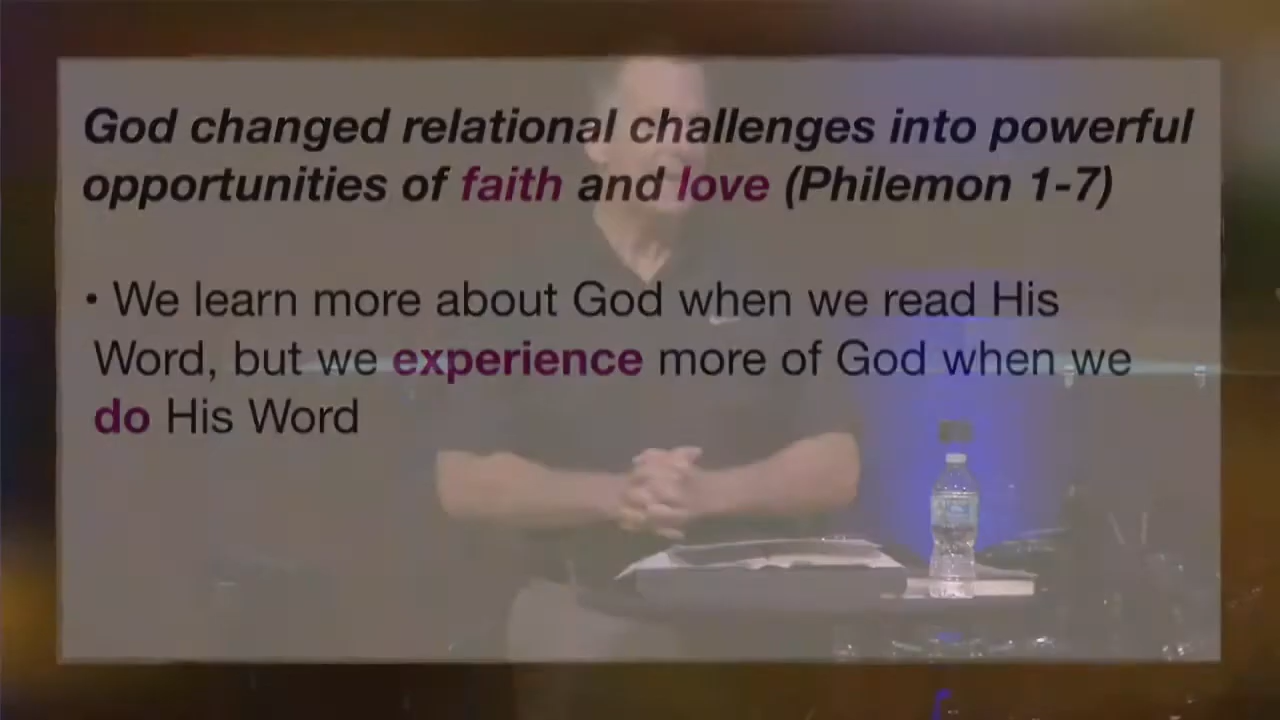 God changed relational challenges into powerful
opportunities of faith and love (Philemon 1-7)
• We learn more about God when we read His
Word, but we experience more of God when we
do His Word